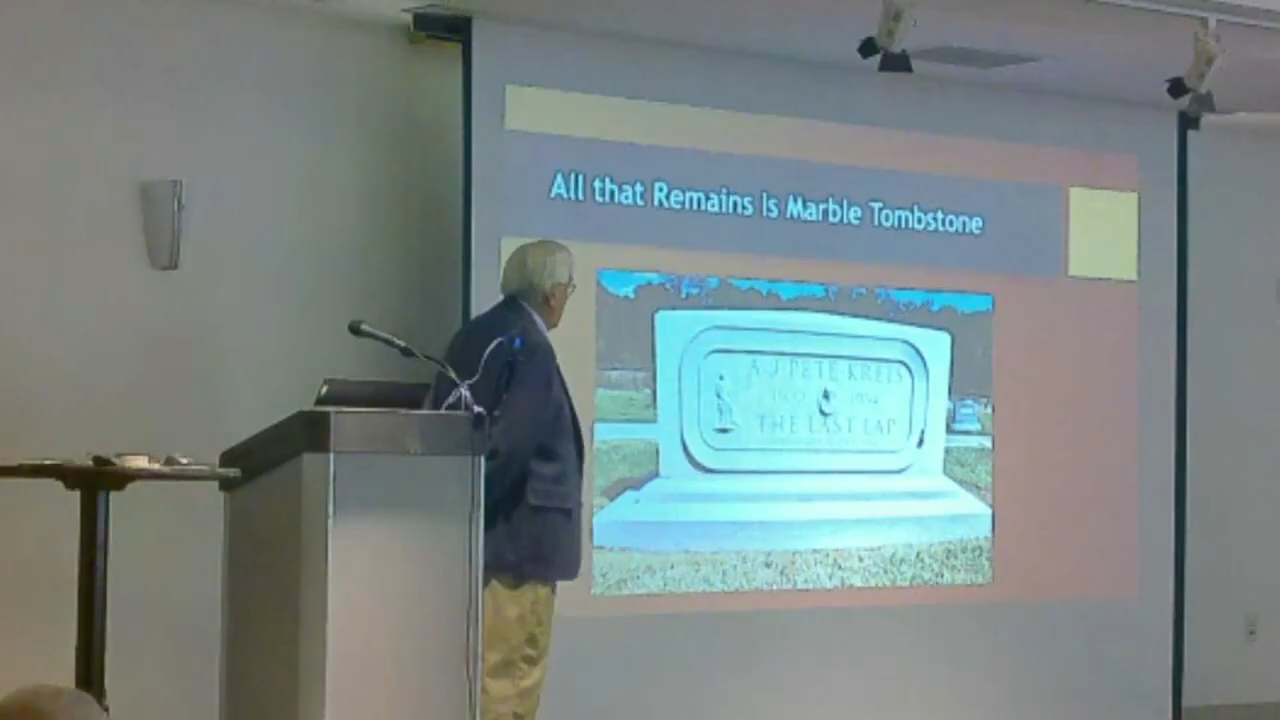 All that Remains is Marble Tombstone
A J PETE KREIS
THE LAST LAP